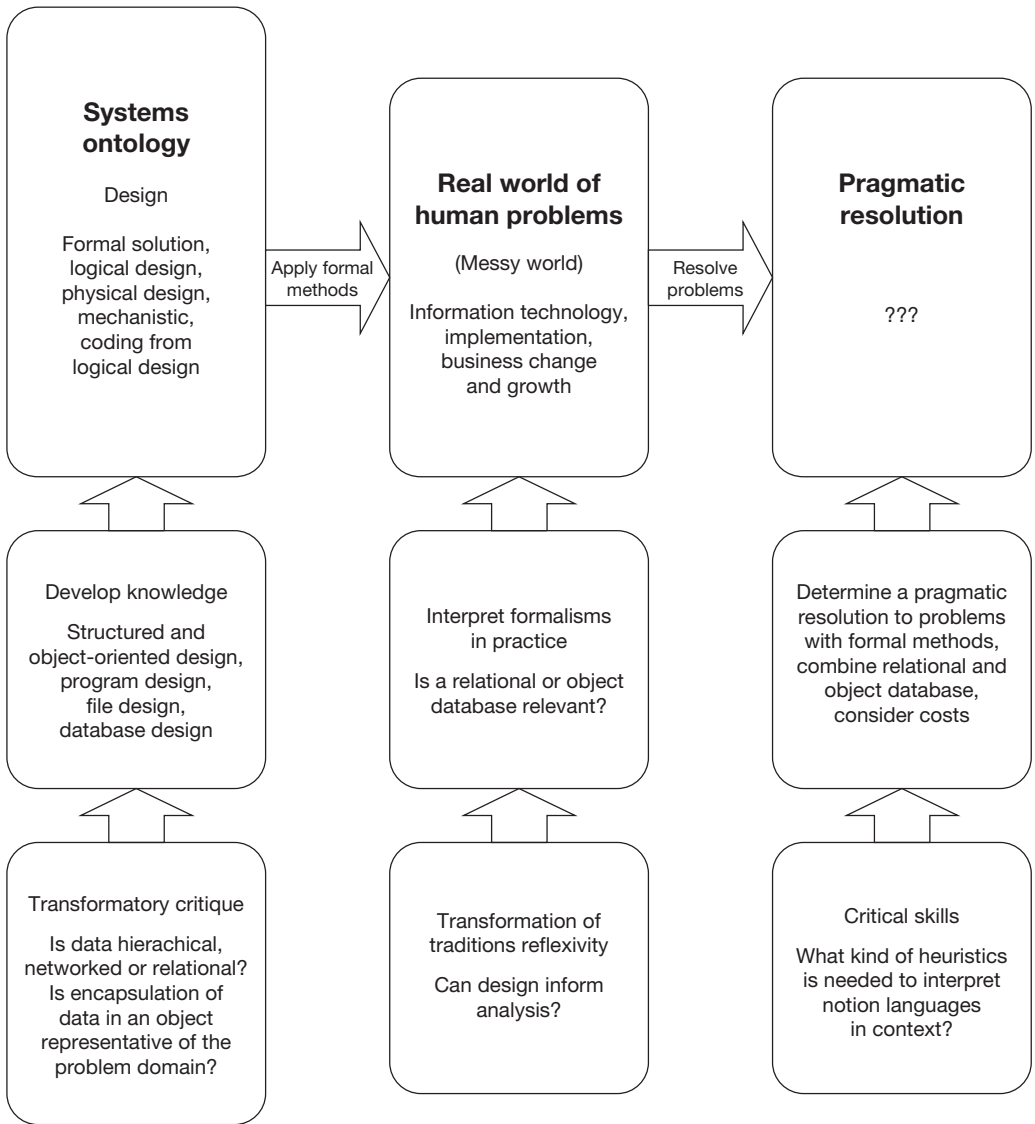 Systems
ontology
Design
Formal solution,
logical design,
physical design,
mechanistic,
coding from
logical design
Apply formal
methods
Real world of
human problems
(Messy world)
Information technology,
implementation,
business change
and growth
Resolve
problems
Pragmatic
resolution
???
Develop knowledge
Structured and
object-oriented design,
program design,
file design,
database design
Interpret formalisms
in practice
Is a relational or object
database relevant?
Determine a pragmatic
resolution to problems
with formal methods,
combine relational and
object database,
consider costs
Transformatory critique
Is data hierachical,
networked or relational?
Is encapsulation of
data in an object
representative of the
problem domain?
Transformation of
traditions reflexivity
Can design inform
analysis?
Critical skills
What kind of heuristics
is needed to interpret
notion languages
in context?